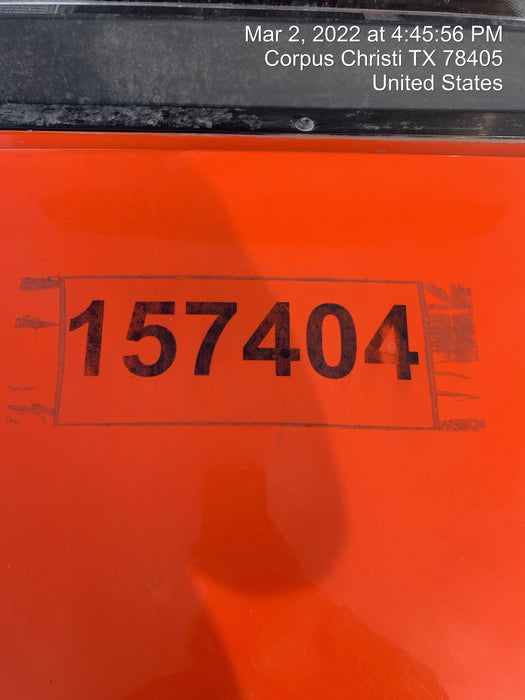 Mar 2, 2022 at 4:45:56 PM
Corpus Christi TX 78405
United States
157404